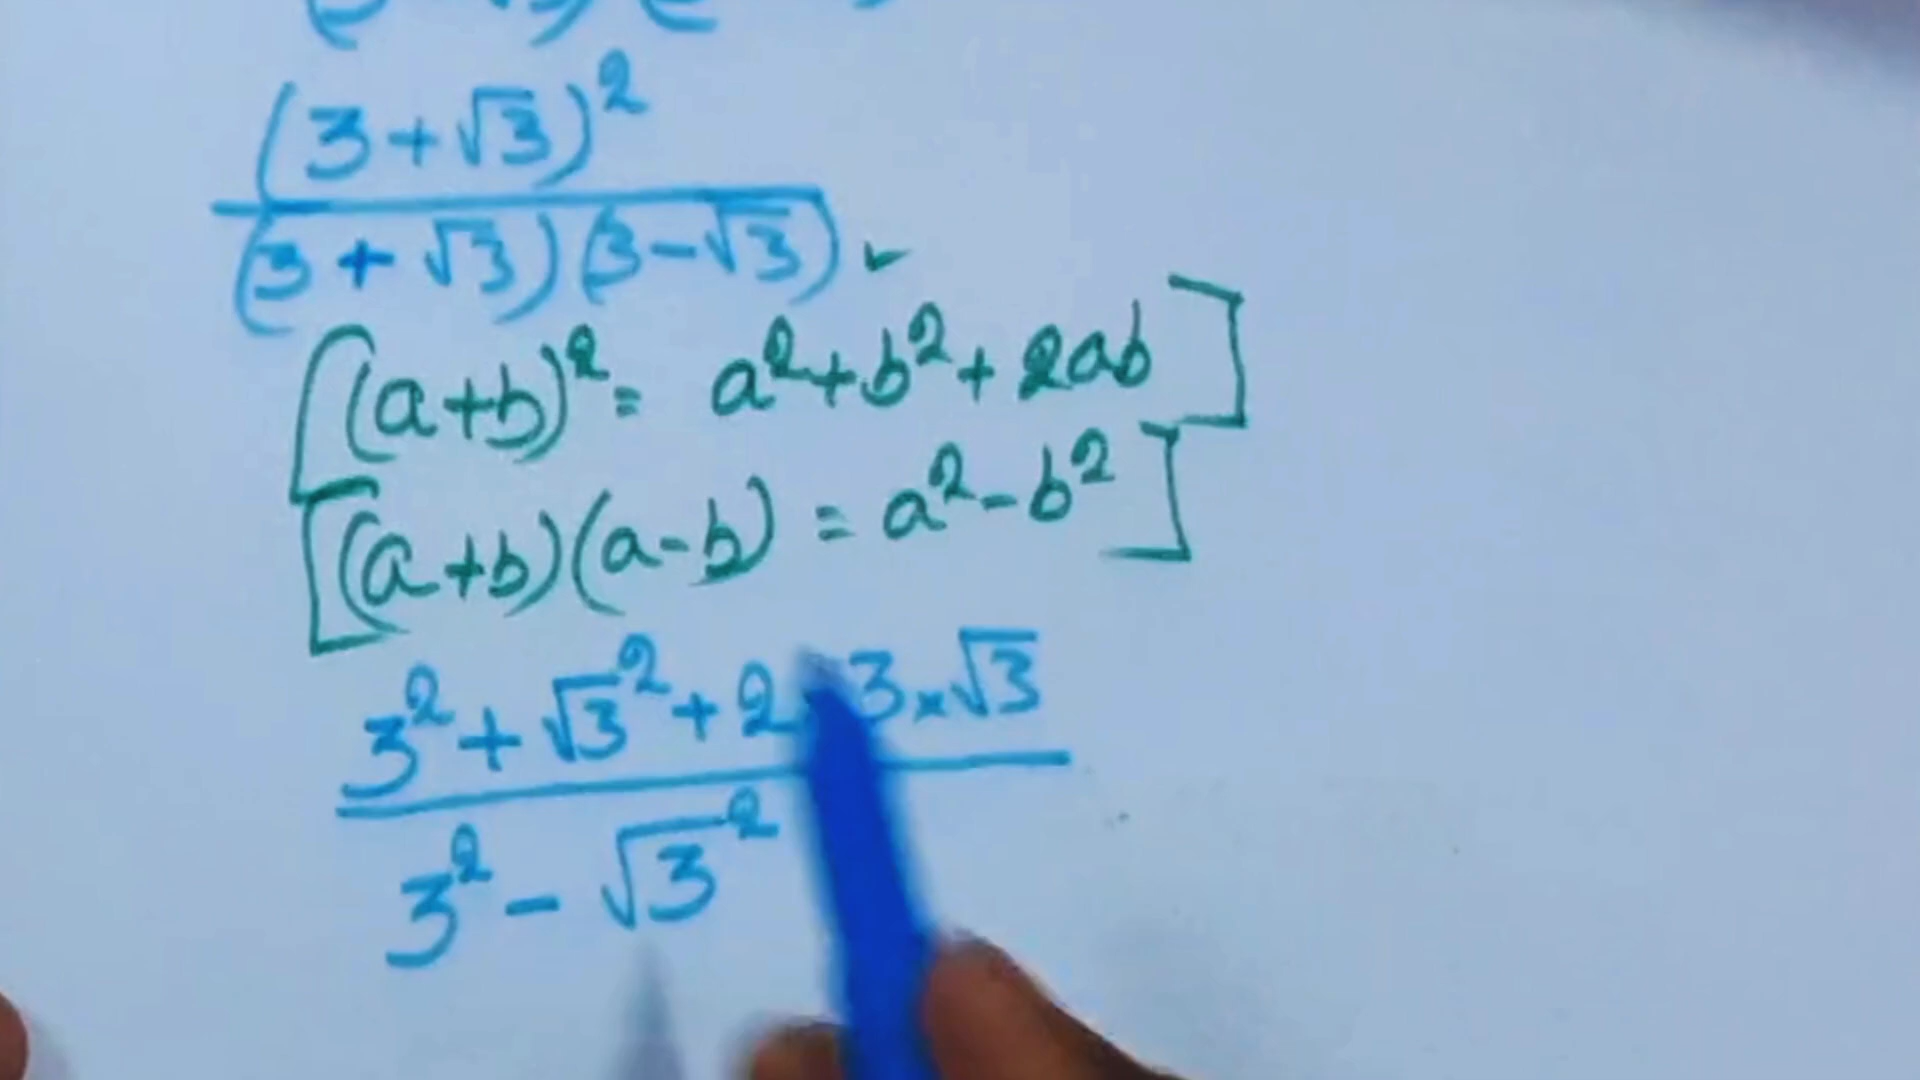 (3+√3)²
(3+√3)(3-√3) ✓
[(a+b)²= a²+b²+2ab]
[(a+b)(a-b) = a²-b²]
3²+√3²+2 3×√3
3²-√3²